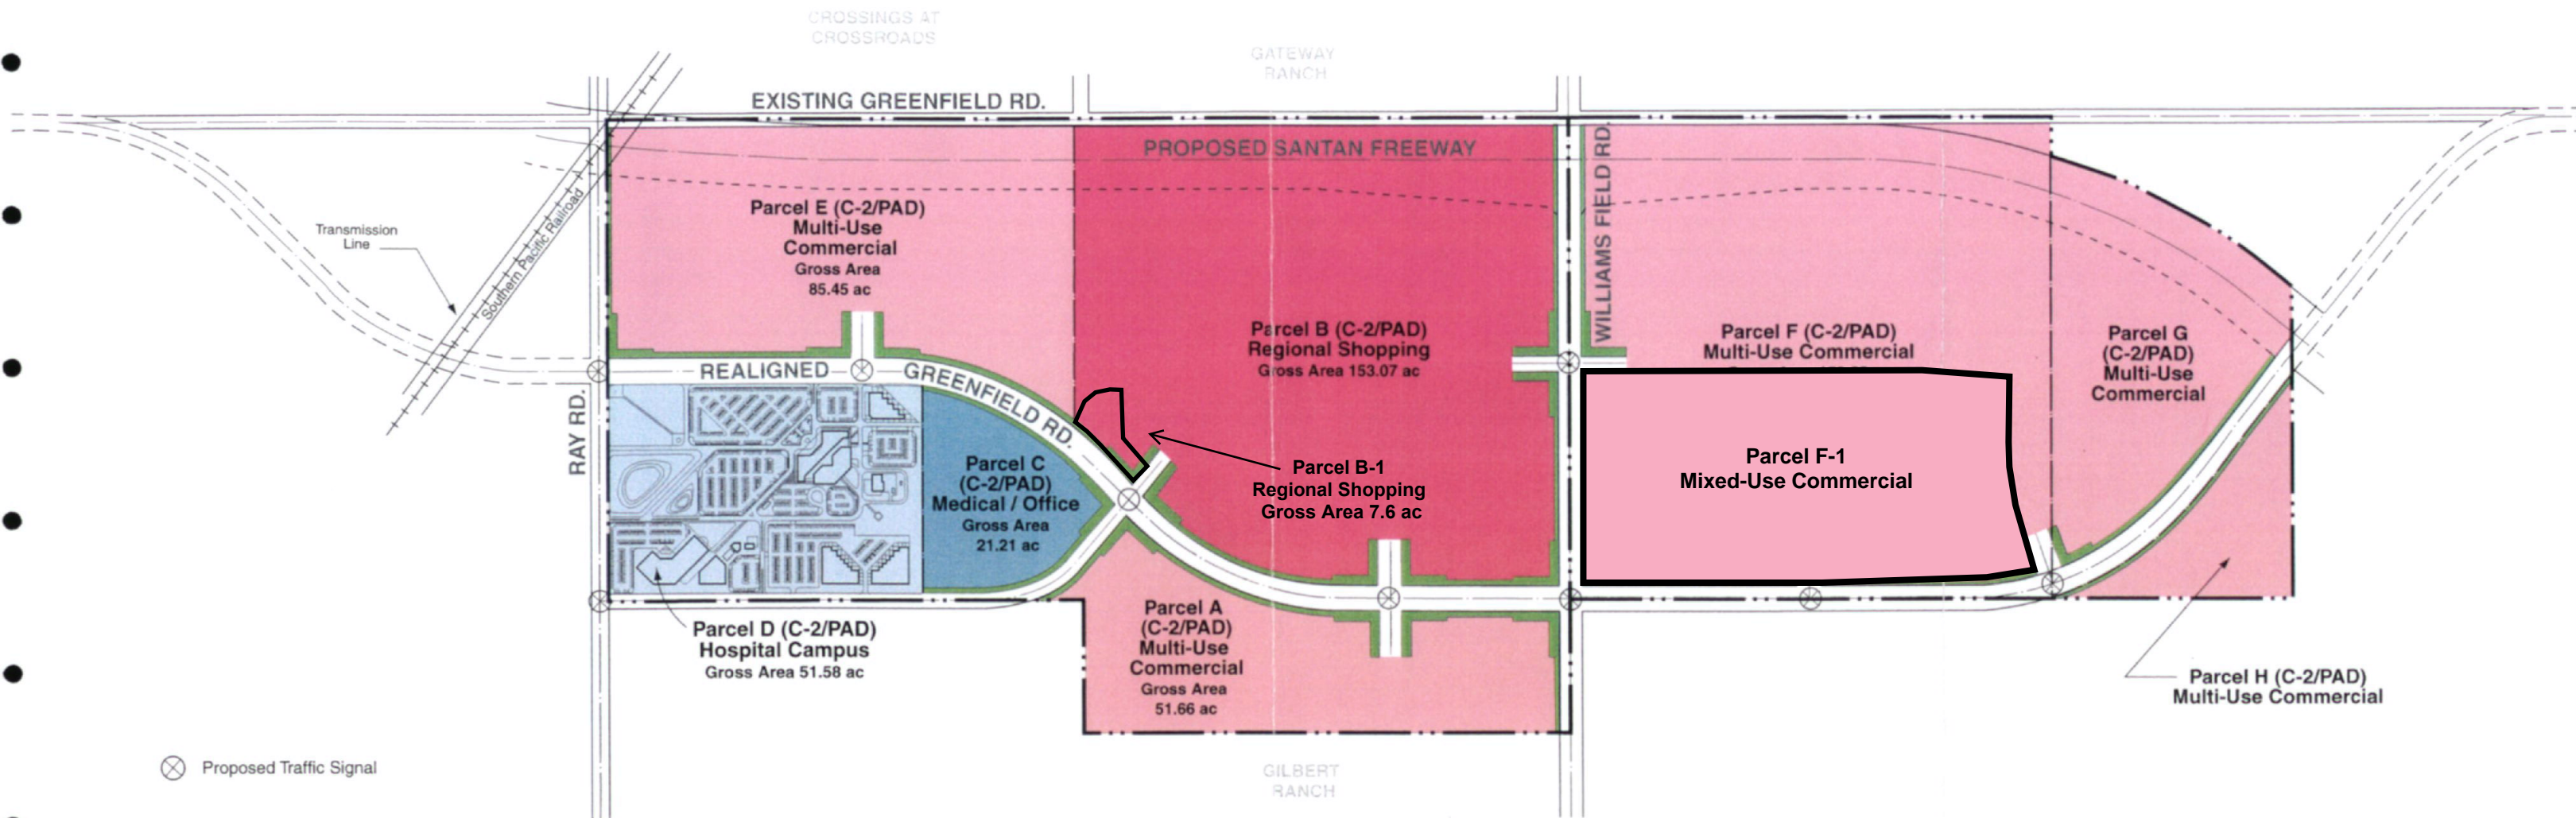 CROSSINGS AT
CROSSROADS
GATEWAY
RANCH
EXISTING GREENFIELD RD.
PROPOSED SANTAN FREEWAY
WILLIAMS FIELD RD.
Transmission
Line
Southern Pacific Railroad
Parcel E (C-2/PAD)
Multi-Use
Commercial
Gross Area
85.45 ac
Parcel B (C-2/PAD)
Regional Shopping
Gross Area 153.07 ac
Parcel F (C-2/PAD)
Multi-Use Commercial
Parcel G
(C-2/PAD)
Multi-Use
Commercial
REALIGNED
GREENFIELD RD.
RAY RD.
Parcel C
(C-2/PAD)
Medical / Office
Gross Area
21.21 ac
Parcel B-1
Regional Shopping
Gross Area 7.6 ac
Parcel F-1
Mixed-Use Commercial
Parcel D (C-2/PAD)
Hospital Campus
Gross Area 51.58 ac
Parcel A
(C-2/PAD)
Multi-Use
Commercial
Gross Area
51.66 ac
Parcel H (C-2/PAD)
Multi-Use Commercial
Proposed Traffic Signal
GILBERT
RANCH